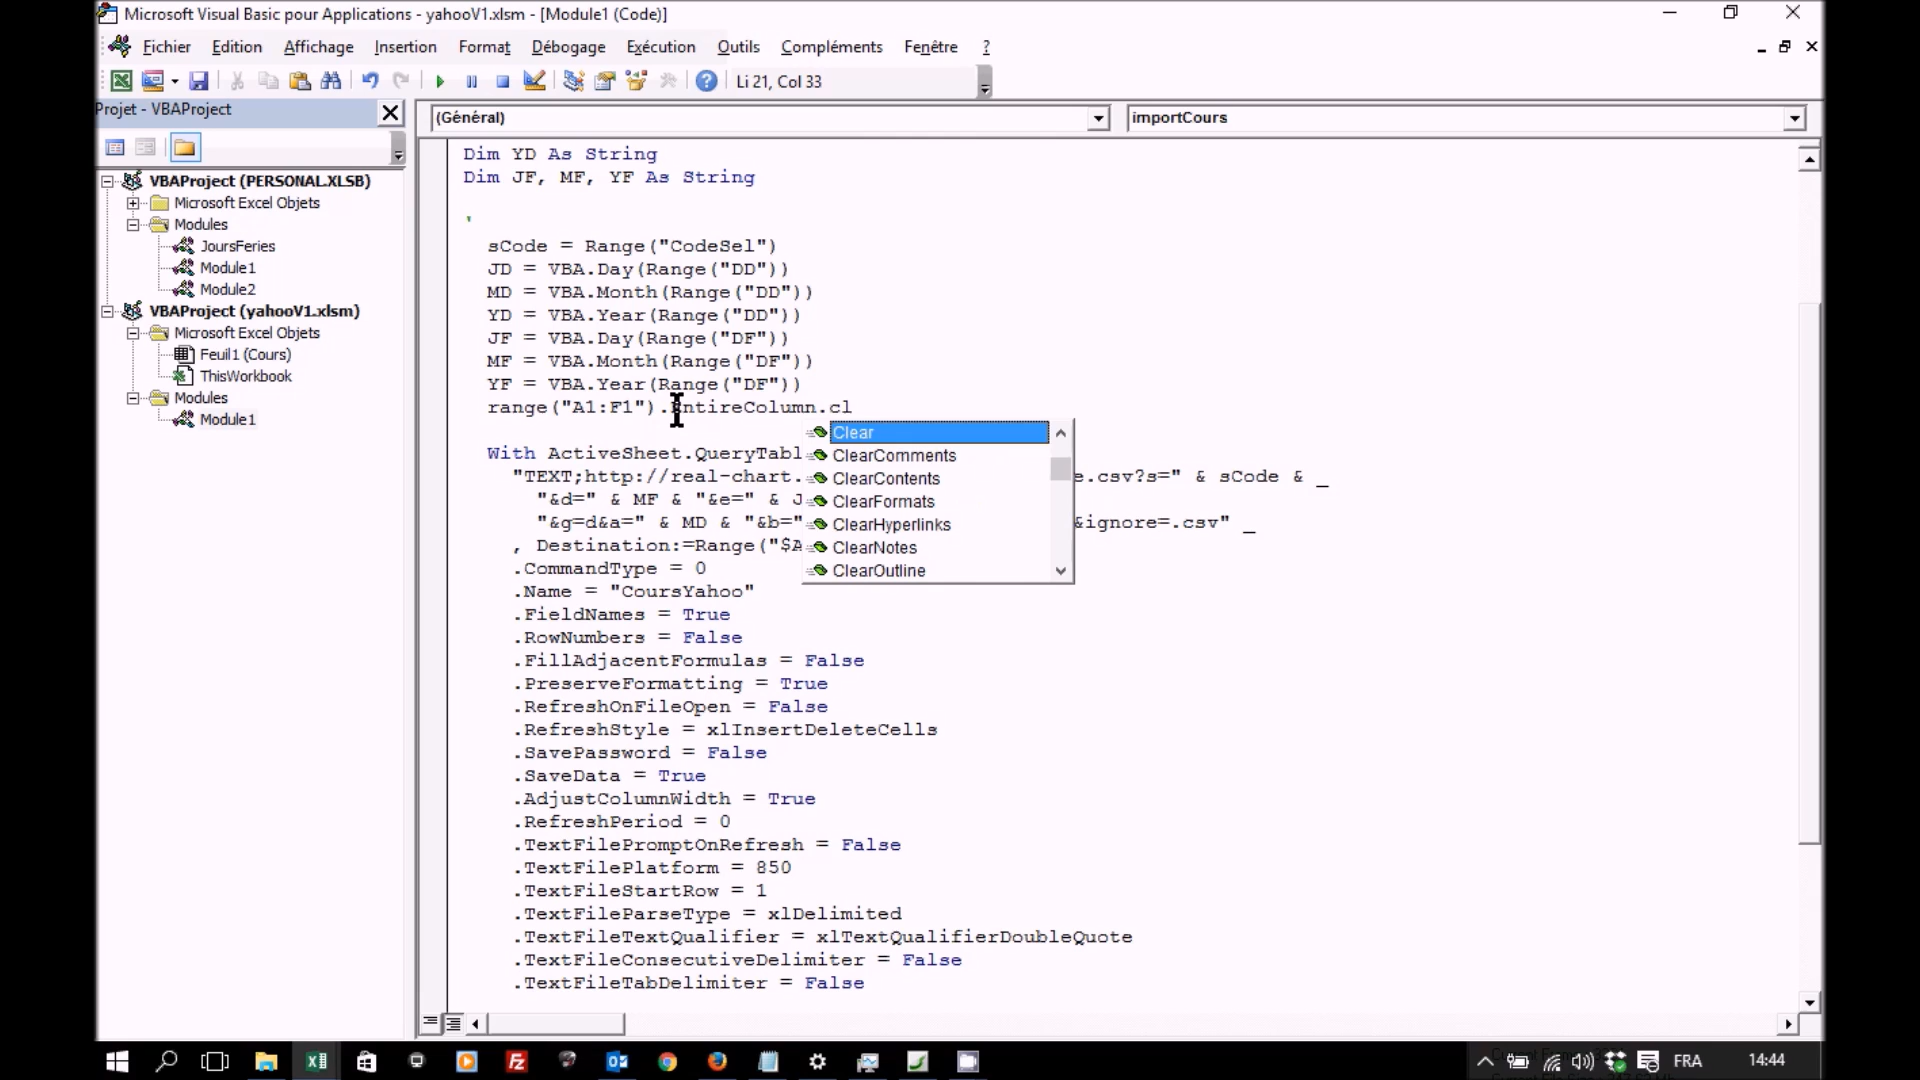 Microsoft Visual Basic pour Applications - yahooV1.xlsm - [Module1 (Code)]
Fichier Edition Affichage Insertion Format Débogage Exécution Outils Compléments Fenêtre ?
Li 21, Col 33
Projet - VBAProject
(Général) importCours
VBAProject (PERSONAL.XLSB)
Microsoft Excel Objets
Modules
JoursFeries
Module1
Module2
VBAProject (yahooV1.xlsm)
Microsoft Excel Objets
Feuil1 (Cours)
ThisWorkbook
Modules
Module1
Dim YD As String
Dim JF, MF, YF As String
'
sCode = Range("CodeSel")
JD = VBA.Day(Range("DD"))
MD = VBA.Month(Range("DD"))
YD = VBA.Year(Range("DD"))
JF = VBA.Day(Range("DF"))
MF = VBA.Month(Range("DF"))
YF = VBA.Year(Range("DF"))
range("A1:F1").EntireColumn.cl
Clear
ClearComments
ClearContents
ClearFormats
ClearHyperlinks
ClearNotes
ClearOutline
With ActiveSheet.QueryTabl
"TEXT;http://real-chart. e.csv?s=" & sCode & _
"&d=" & MF & "&e=" & J
"&g=d&a=" & MD & "&b=" &ignore=.csv" _
, Destination:=Range("$A
.CommandType = 0
.Name = "CoursYahoo"
.FieldNames = True
.RowNumbers = False
.FillAdjacentFormulas = False
.PreserveFormatting = True
.RefreshOnFileOpen = False
.RefreshStyle = xlInsertDeleteCells
.SavePassword = False
.SaveData = True
.AdjustColumnWidth = True
.RefreshPeriod = 0
.TextFilePromptOnRefresh = False
.TextFilePlatform = 850
.TextFileStartRow = 1
.TextFileParseType = xlDelimited
.TextFileTextQualifier = xlTextQualifierDoubleQuote
.TextFileConsecutiveDelimiter = False
.TextFileTabDelimiter = False
FRA 14:44